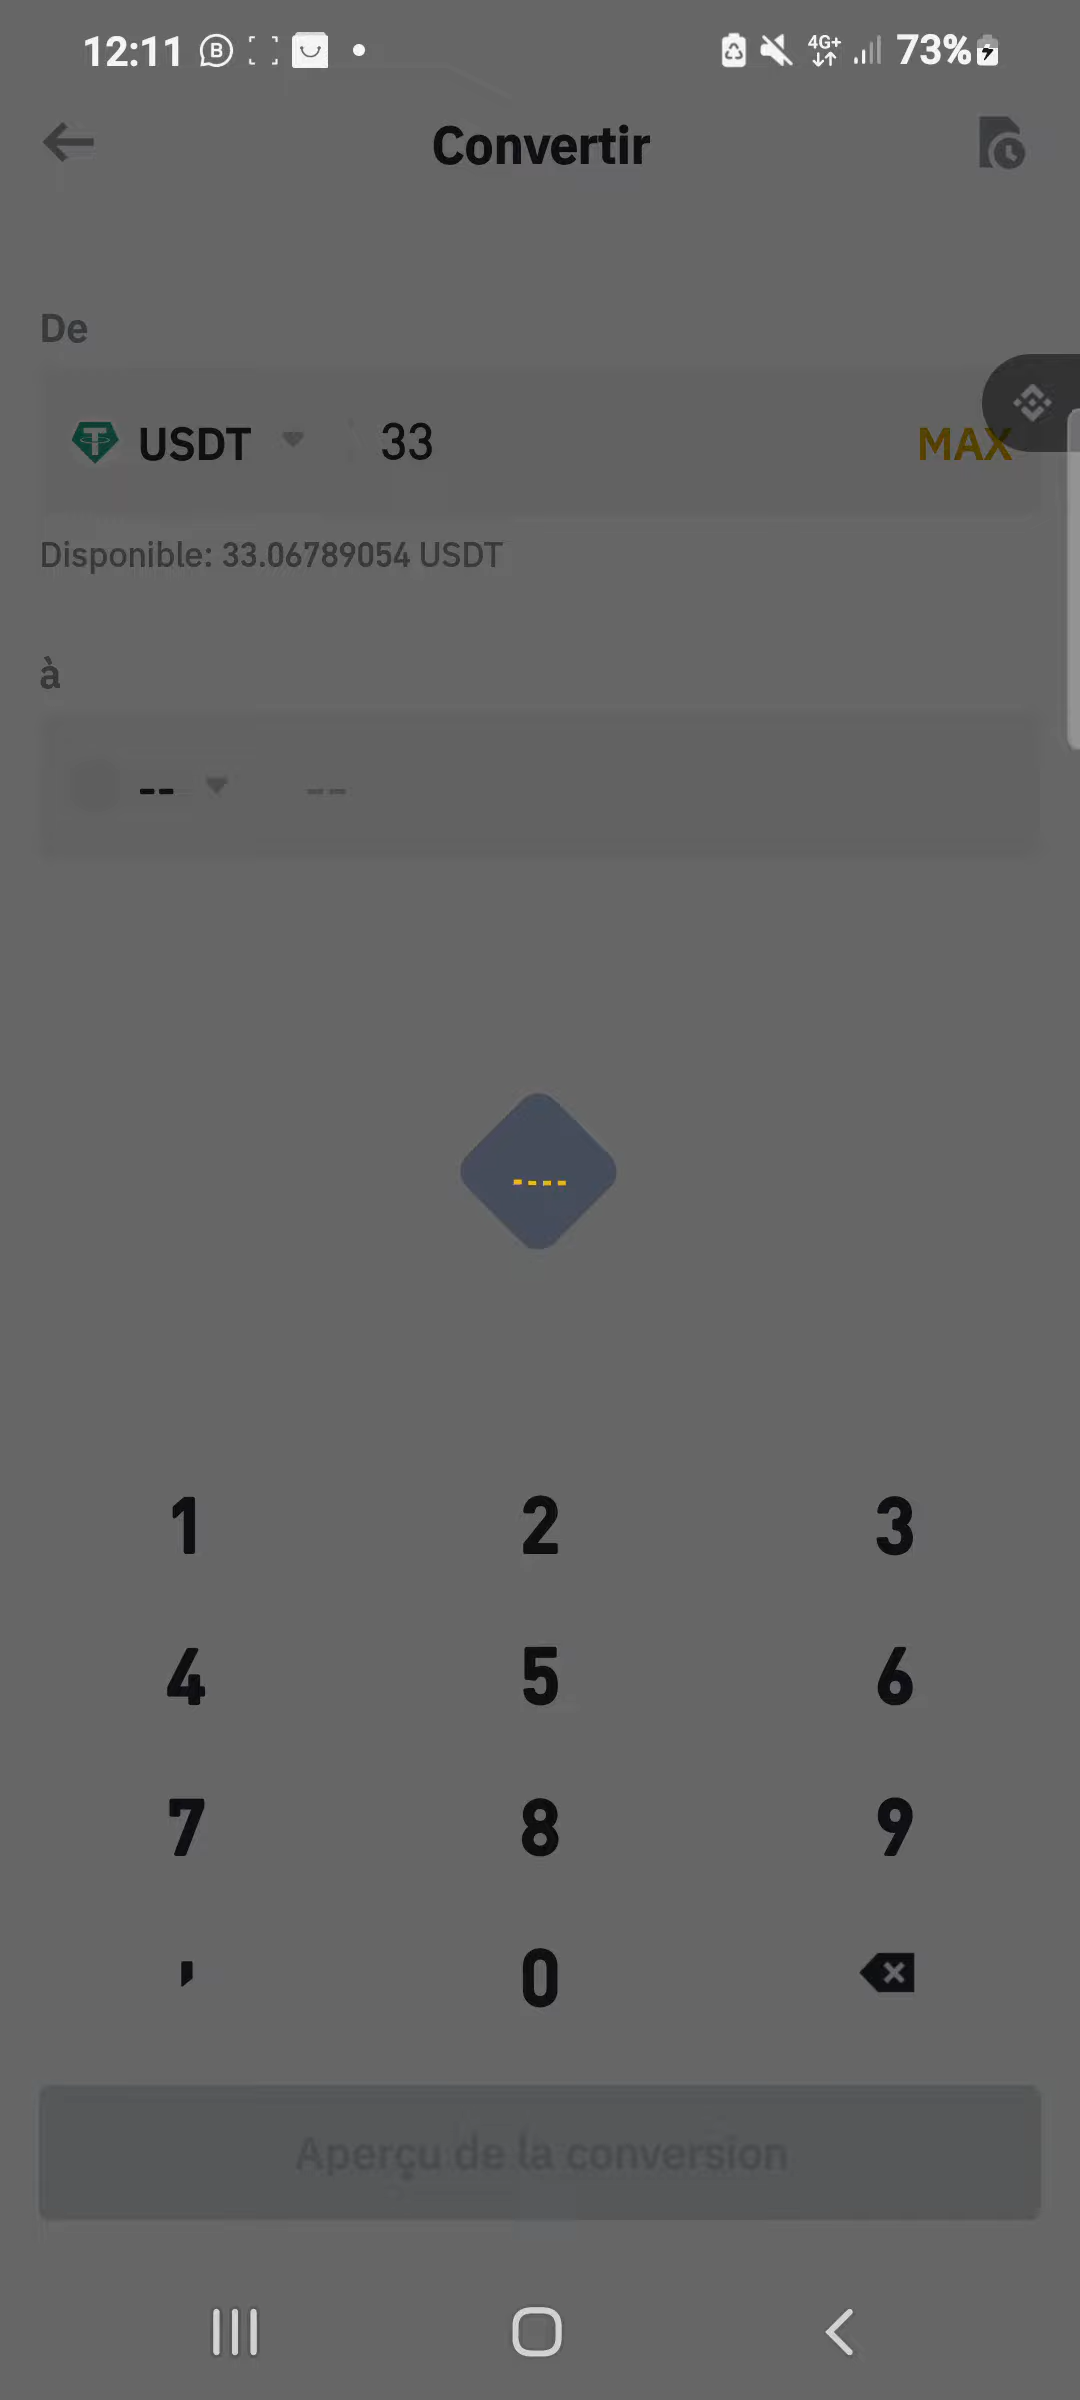 12:11 B 4G+ 73%
Convertir
De
USDT 33 MAX
Disponible: 33.06789054 USDT
à
-- --
1 2 3
4 5 6
7 8 9
, 0
Aperçu de la conversion